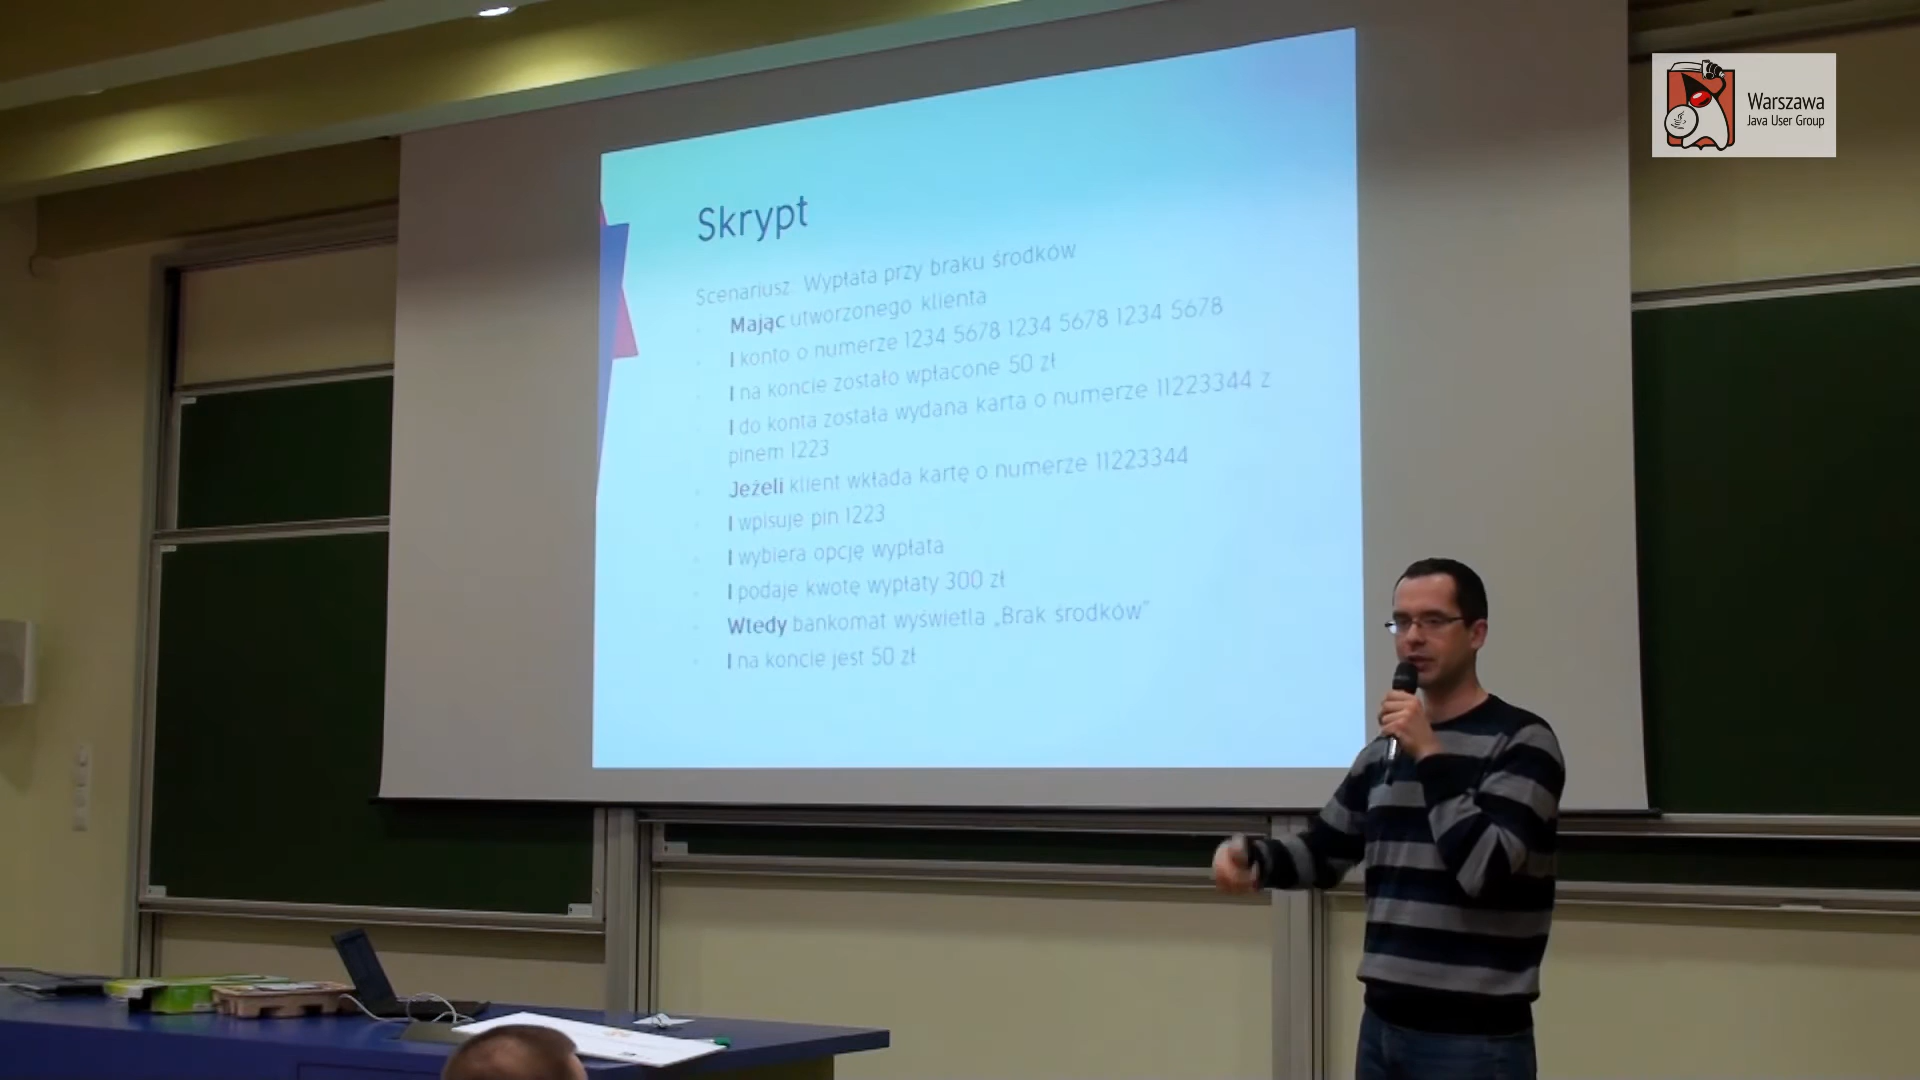 Warszawa
Java User Group
Skrypt
Scenariusz: Wypłata przy braku środków
Mając utworzonego klienta
I konto o numerze 1234 5678 1234 5678 1234 5678
I na koncie zostało wpłacone 50 zł
I do konta została wydana karta o numerze 11223344 z
pinem 1223
Jeżeli klient wkłada kartę o numerze 11223344
I wpisuje pin 1223
I wybiera opcję wypłata
I podaje kwotę wypłaty 300 zł
Wtedy bankomat wyświetla „Brak środków”
I na koncie jest 50 zł